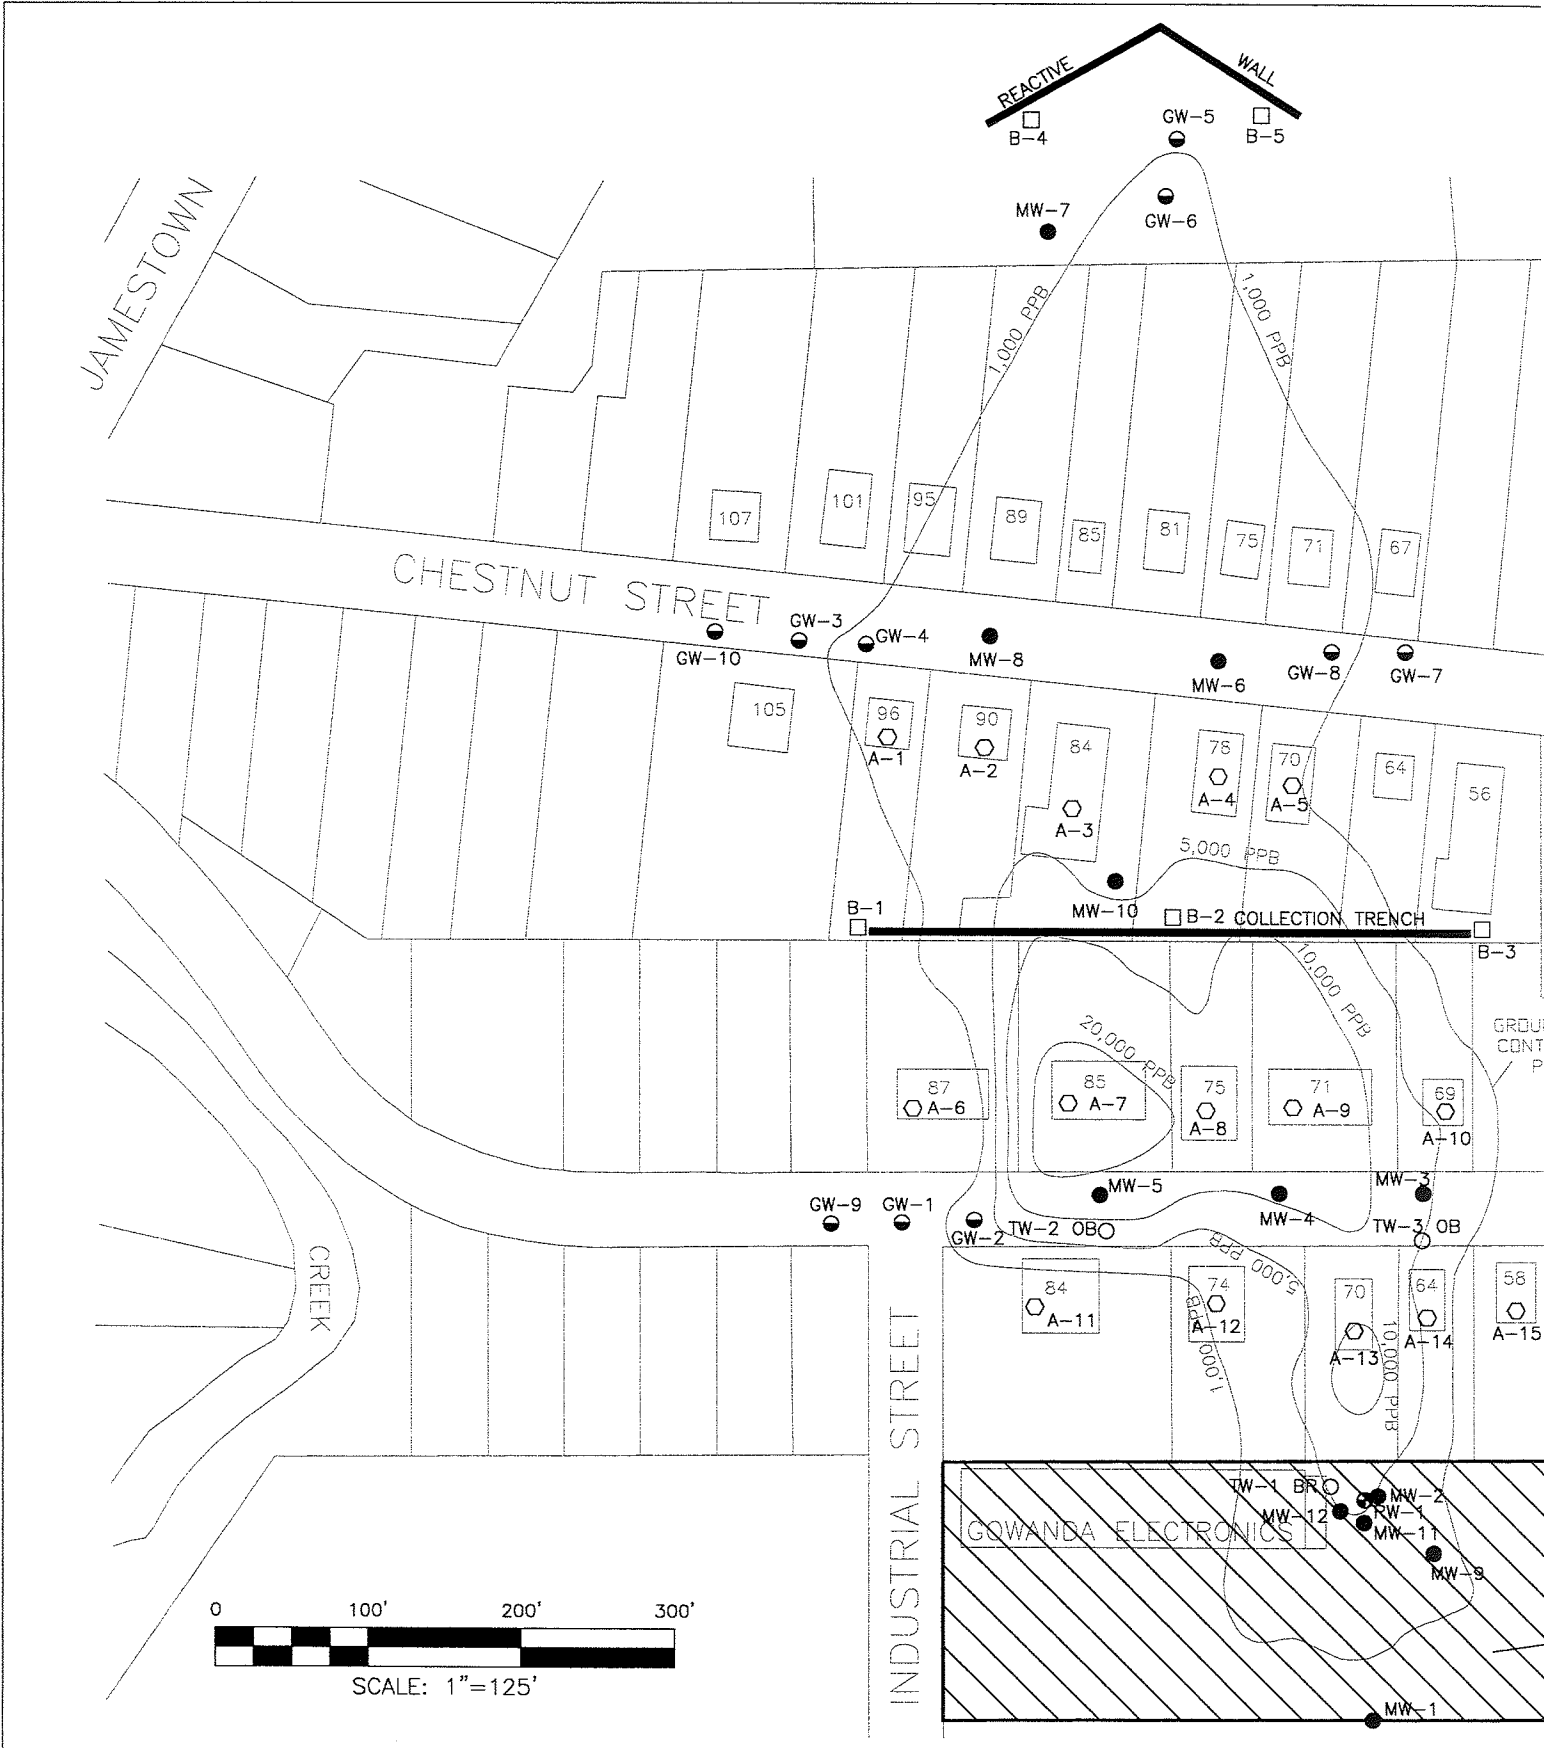 REACTIVE
WALL
B-4
GW-5
B-5
MW-7
GW-6
JAMESTOWN
1,000 PPB
1,000 PPB
107
101
95
89
85
81
75
71
67
CHESTNUT STREET
GW-10
GW-3
GW-4
MW-8
MW-6
GW-8
GW-7
105
96
A-1
90
A-2
84
A-3
78
A-4
70
A-5
64
56
5,000 PPB
MW-10
B-1
B-2 COLLECTION TRENCH
B-3
10,000 PPB
20,000 PPB
87
A-6
85
A-7
75
A-8
71
A-9
69
A-10
GW-9
GW-1
GW-2
MW-5
TW-2 OB
MW-4
MW-3
TW-3 OB
5,000 PPB
CREEK
84
A-11
74
A-12
70
A-13
64
A-14
58
A-15
1,000 PPB
10,000 PPB
INDUSTRIAL STREET
TW-1 BR
MW-2
MW-12
RW-1
MW-11
GOWANDA ELECTRONICS
MW-9
MW-1
0 100' 200' 300'
SCALE: 1"=125'